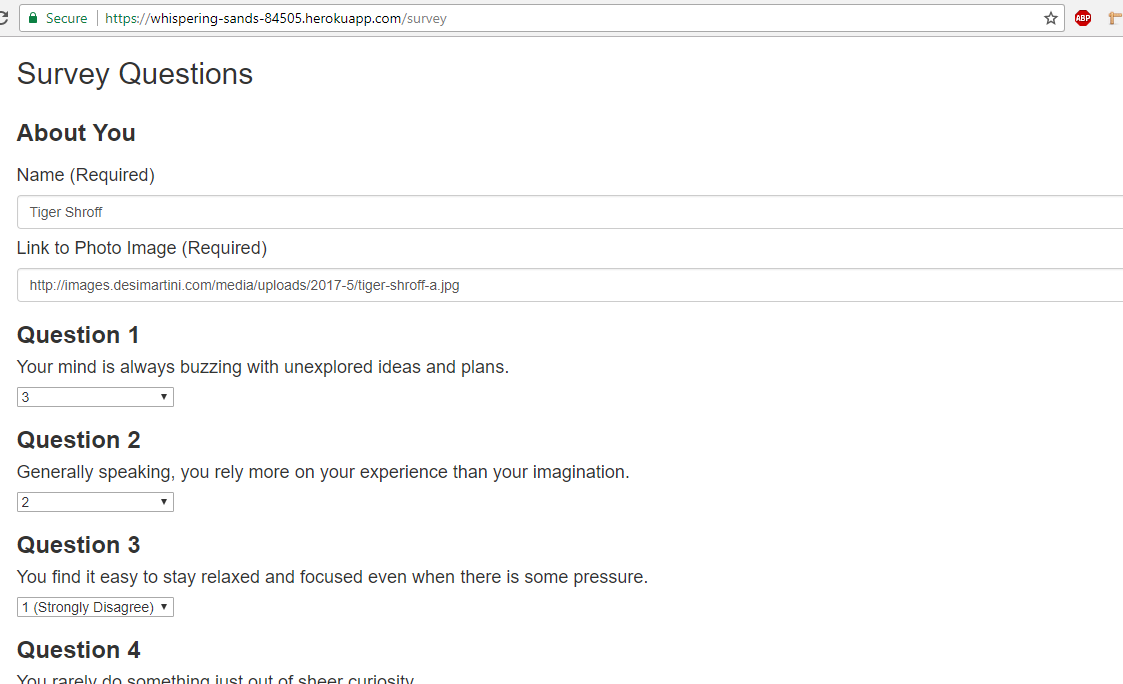 Secure https://whispering-sands-84505.herokuapp.com/survey ABP
Survey Questions
About You
Name (Required)
Tiger Shroff
Link to Photo Image (Required)
http://images.desimartini.com/media/uploads/2017-5/tiger-shroff-a.jpg
Question 1
Your mind is always buzzing with unexplored ideas and plans.
3
Question 2
Generally speaking, you rely more on your experience than your imagination.
2
Question 3
You find it easy to stay relaxed and focused even when there is some pressure.
1 (Strongly Disagree)
Question 4
You rarely do something just out of sheer curiosity.